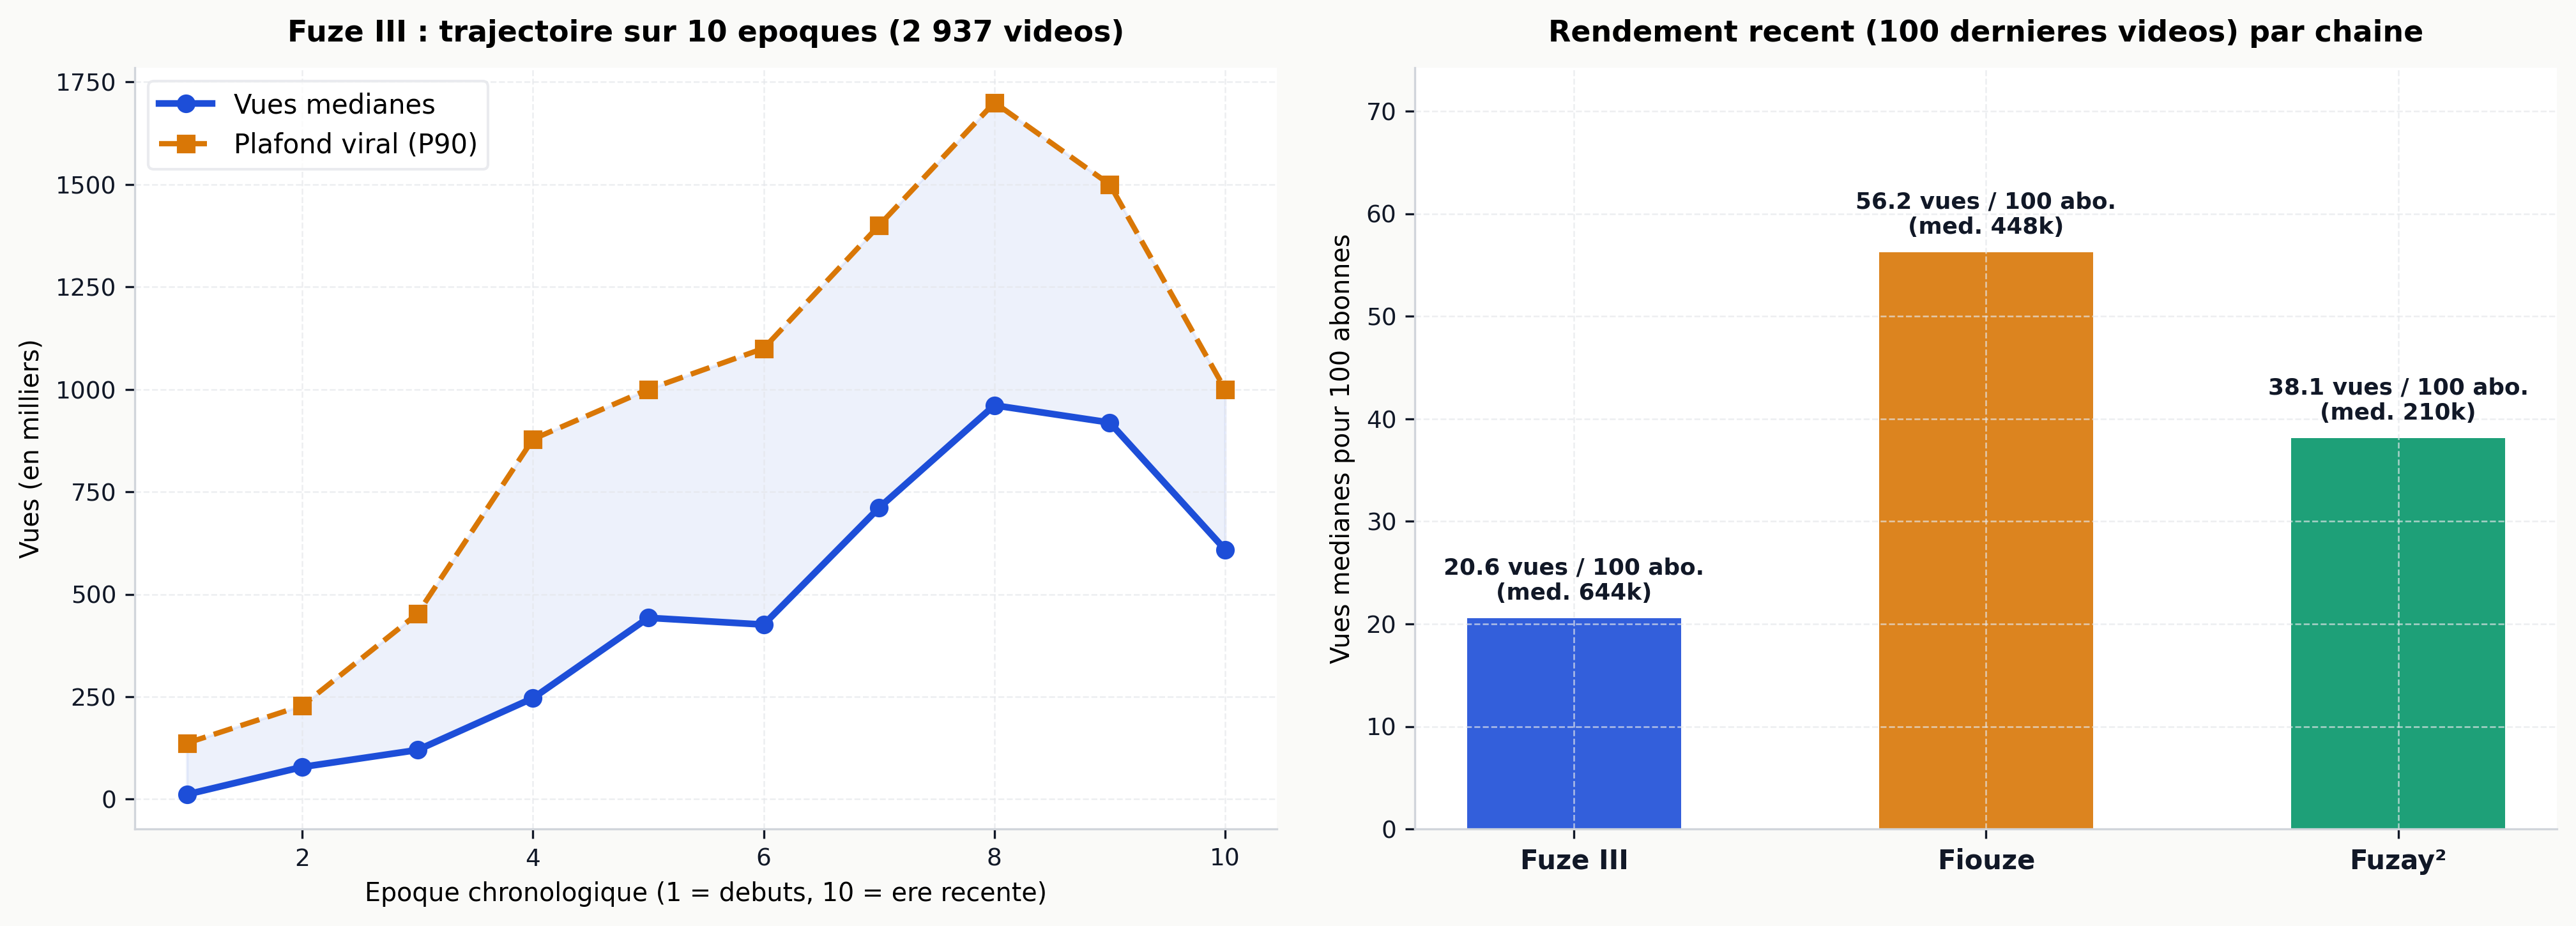 Fuze III : trajectoire sur 10 epoques (2 937 videos)
Vues medianes
Plafond viral (P90)
Vues (en milliers)
1750
1500
1250
1000
750
500
250
0
2
4
6
8
10
Epoque chronologique (1 = debuts, 10 = ere recente)
Rendement recent (100 dernieres videos) par chaine
Vues medianes pour 100 abonnes
70
60
50
40
30
20
10
0
20.6 vues / 100 abo.
(med. 644k)
56.2 vues / 100 abo.
(med. 448k)
38.1 vues / 100 abo.
(med. 210k)
Fuze III
Fiouze
Fuzay²